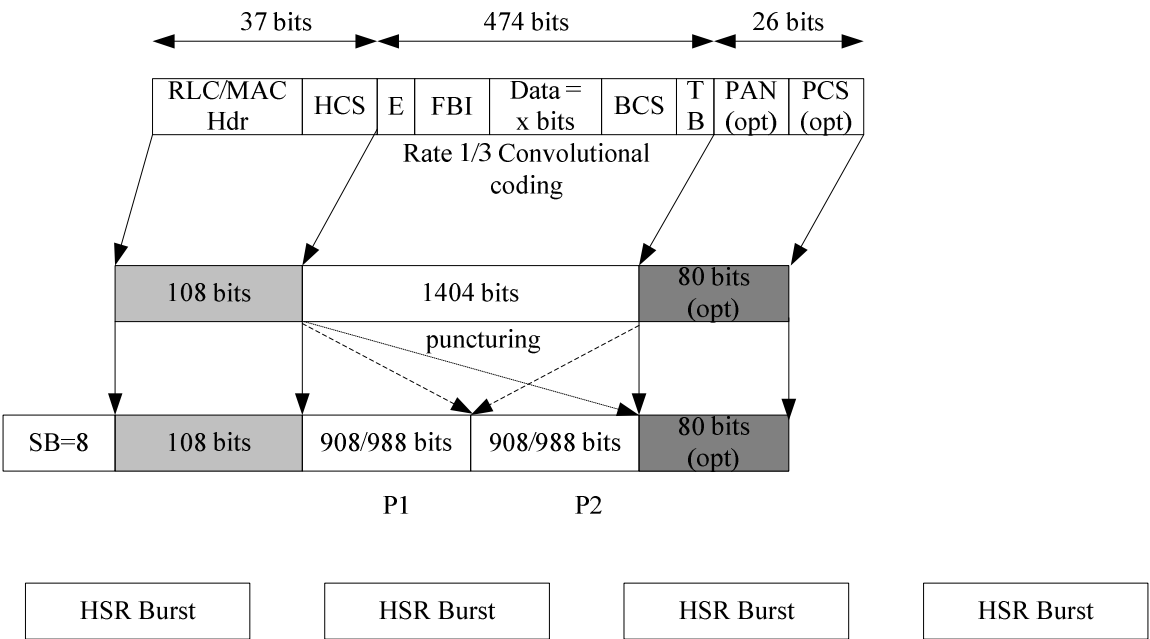 37 bits
474 bits
26 bits
RLC/MAC
Hdr
HCS
E
FBI
Data =
x bits
BCS
T
B
PAN
(opt)
PCS
(opt)
Rate 1/3 Convolutional
coding
108 bits
1404 bits
80 bits
(opt)
puncturing
SB=8
108 bits
908/988 bits
908/988 bits
80 bits
(opt)
P1
P2
HSR Burst
HSR Burst
HSR Burst
HSR Burst